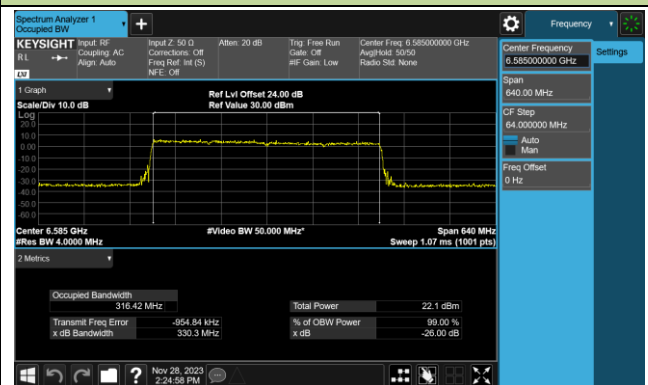 Spectrum Analyzer 1
Occupied BW
+
Frequency
KEYSIGHT
RL
LXI
Input: RF
Coupling: AC
Align: Auto
Input Z: 50 Ω
Corrections: Off
Freq Ref: Int (S)
NFE: Off
Atten: 20 dB
Trig: Free Run
Gate: Off
#IF Gain: Low
Center Freq: 6.585000000 GHz
Avg|Hold: 50/50
Radio Std: None
Center Frequency
6.585000000 GHz
Settings
Span
640.00 MHz
CF Step
64.000000 MHz
Auto
Man
Freq Offset
0 Hz
1 Graph
Scale/Div 10.0 dB
Ref Lvl Offset 24.00 dB
Ref Value 30.00 dBm
Log
20.0
10.0
0.00
-10.0
-20.0
-30.0
-40.0
-50.0
-60.0
Center 6.585 GHz
#Video BW 50.000 MHz*
Span 640 MHz
#Res BW 4.0000 MHz
Sweep 1.07 ms (1001 pts)
2 Metrics
Occupied Bandwidth
316.42 MHz
Total Power 22.1 dBm
Transmit Freq Error -954.84 kHz
% of OBW Power 99.00 %
x dB Bandwidth 330.3 MHz
x dB -26.00 dB
?
Nov 28, 2023
2:24:58 PM